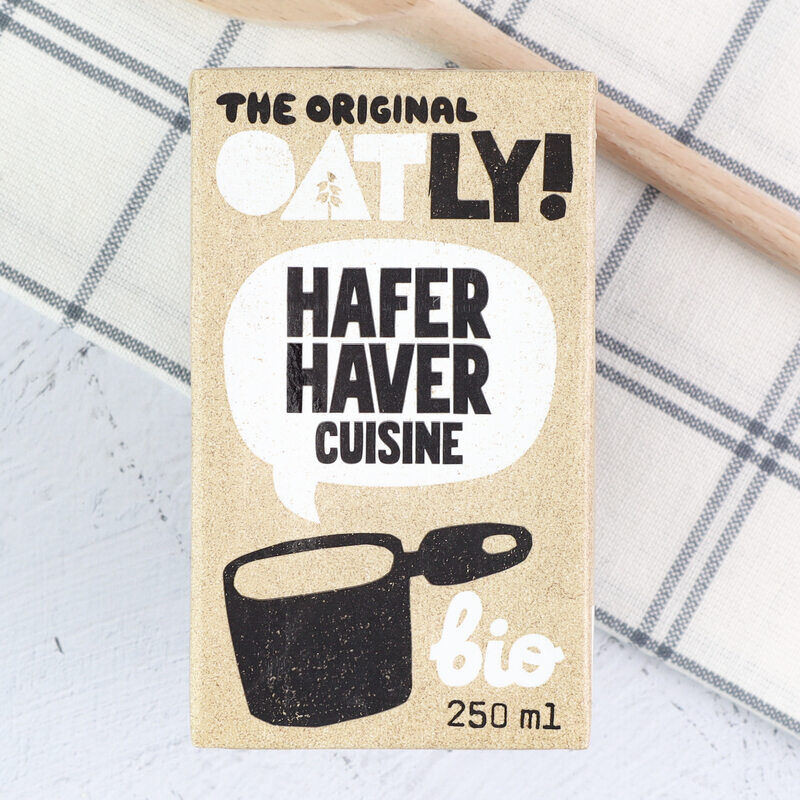 THE ORIGINAL
OATLY!
HAFER
HAVER
CUISINE
bio
250 ml